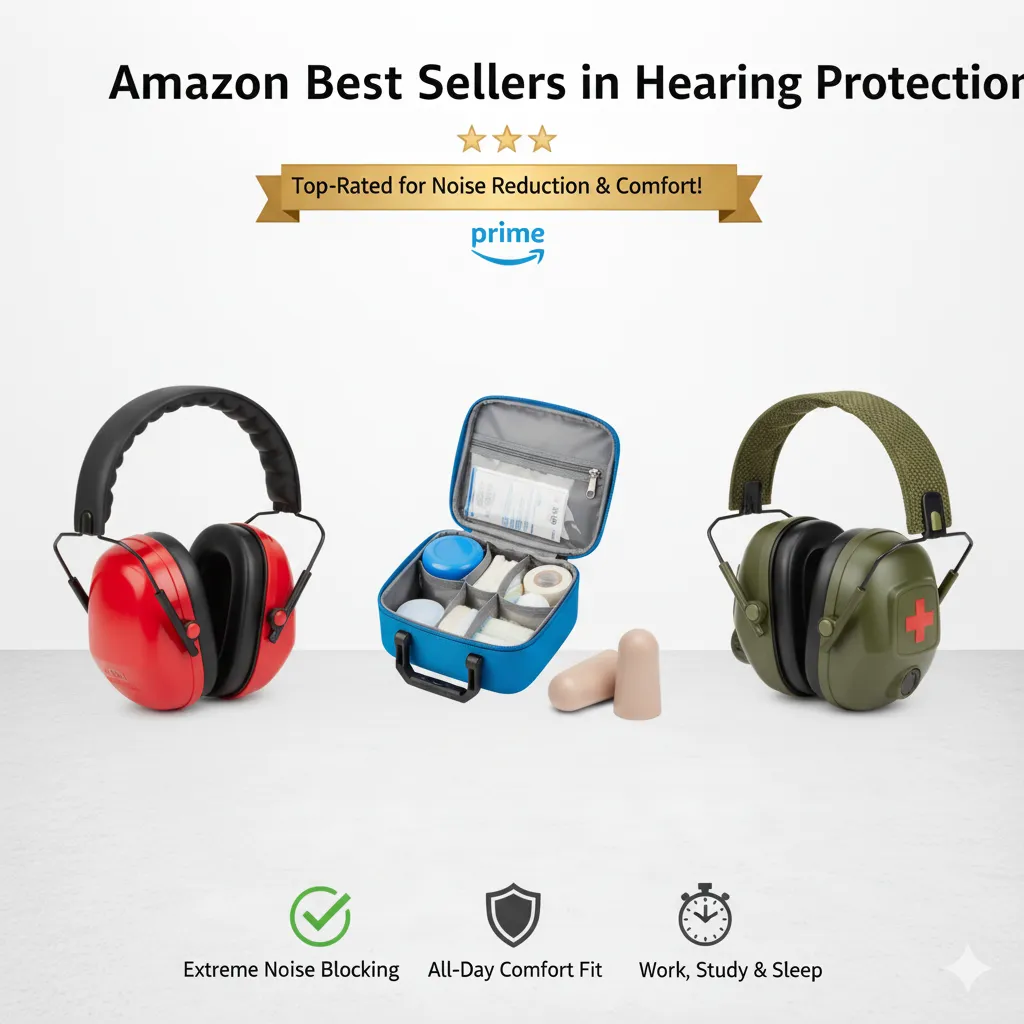 Amazon Best Sellers in Hearing Protection
Top-Rated for Noise Reduction & Comfort!
prime
Extreme Noise Blocking
All-Day Comfort Fit
Work, Study & Sleep